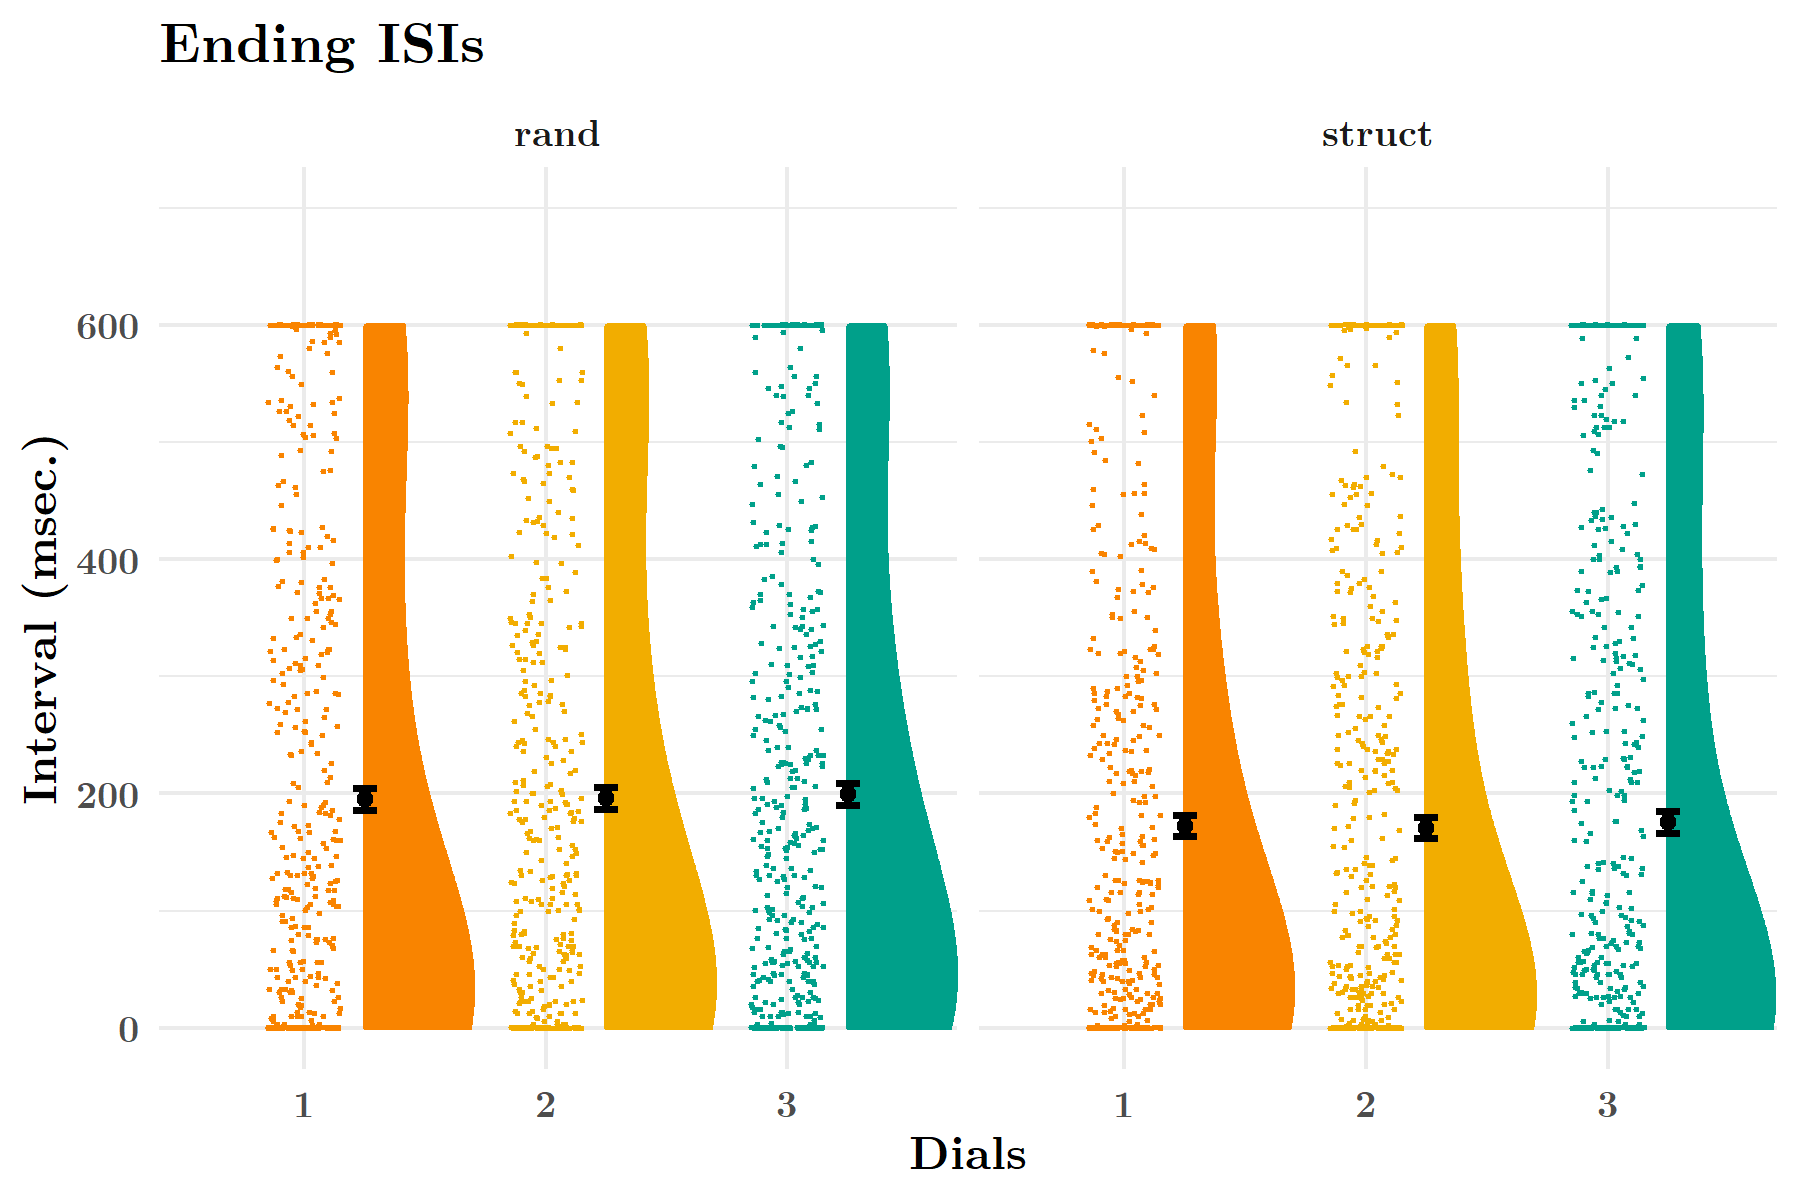 Ending ISIs
rand
struct
Interval (msec.)
600
400
200
0
1 2 3
1 2 3
Dials